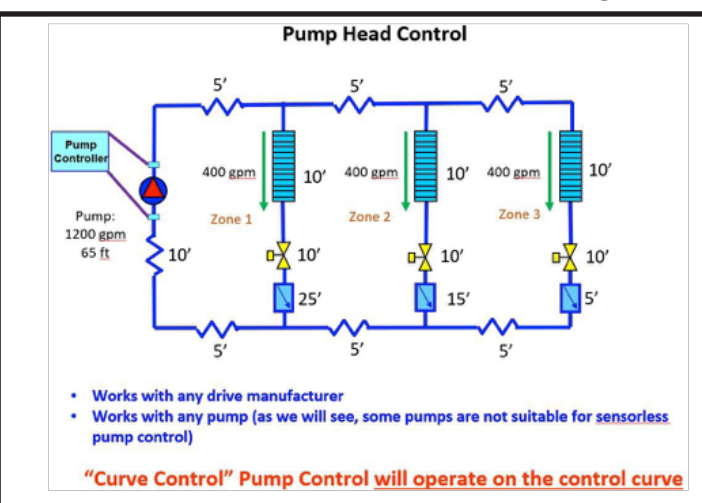 Pump Head Control
5’
5’
5’
Pump
Controller
400 gpm
10’
400 gpm
10’
400 gpm
10’
Zone 1
Zone 2
Zone 3
Pump:
1200 gpm
65 ft
10’
10’
10’
10’
25’
15’
5’
5’
5’
5’
• Works with any drive manufacturer
• Works with any pump (as we will see, some pumps are not suitable for sensorless
pump control)
“Curve Control” Pump Control will operate on the control curve